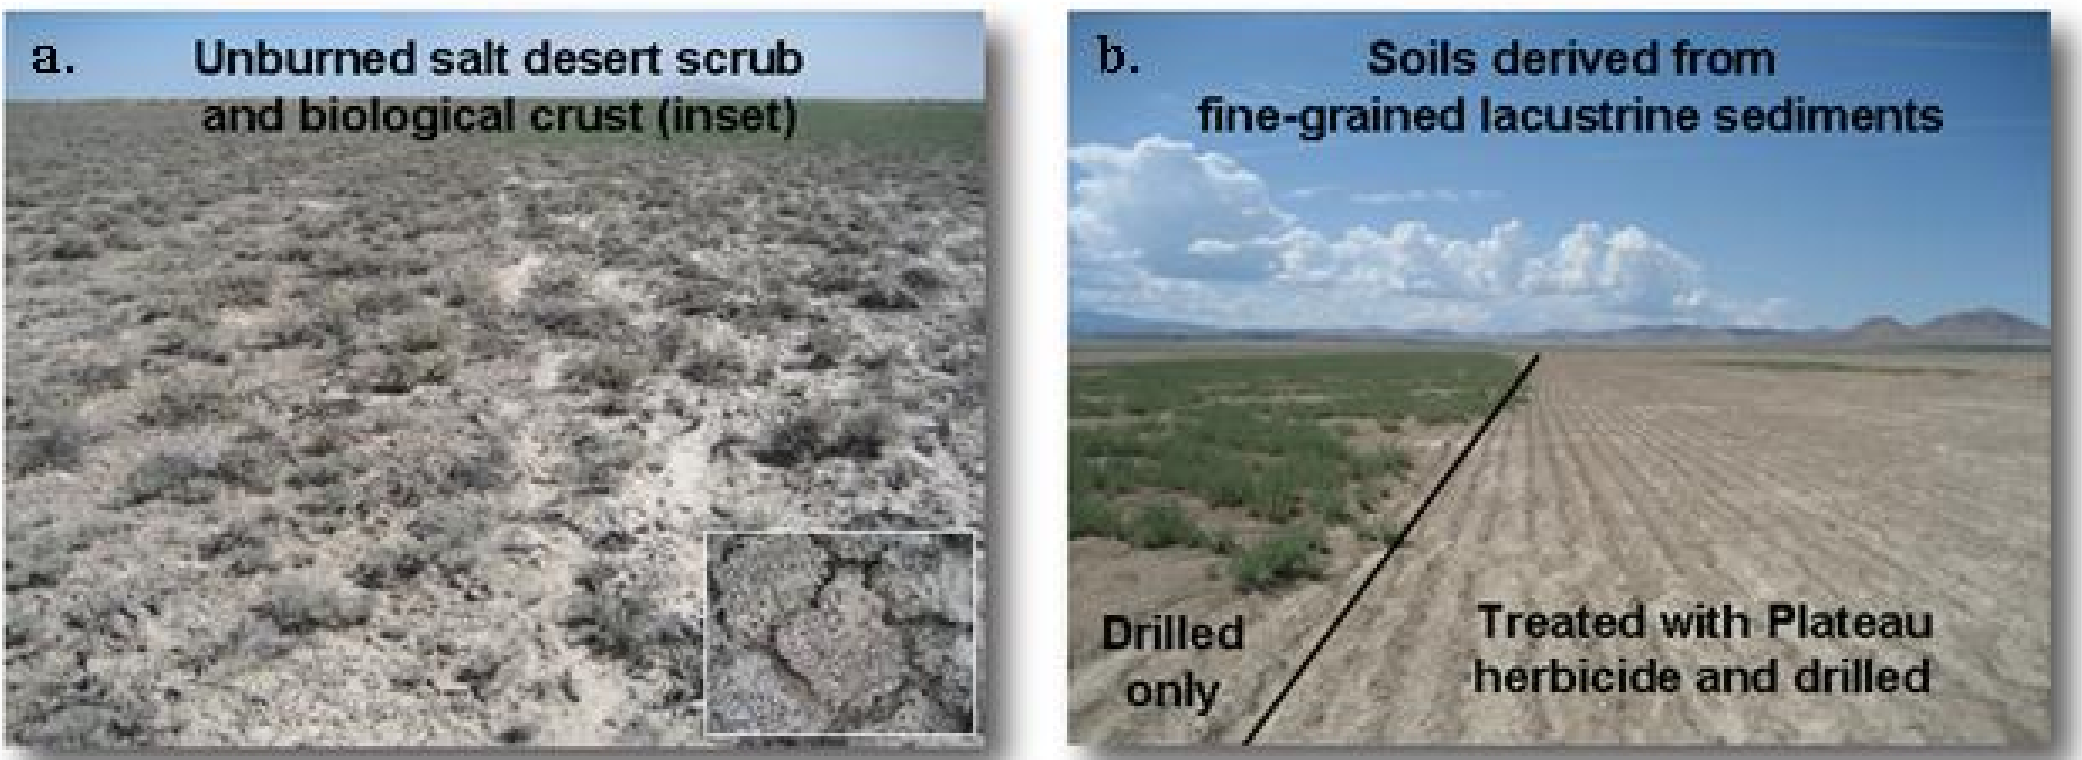 a.
Unburned salt desert scrub
and biological crust (inset)
b.
Soils derived from
fine-grained lacustrine sediments
Drilled
only
Treated with Plateau
herbicide and drilled